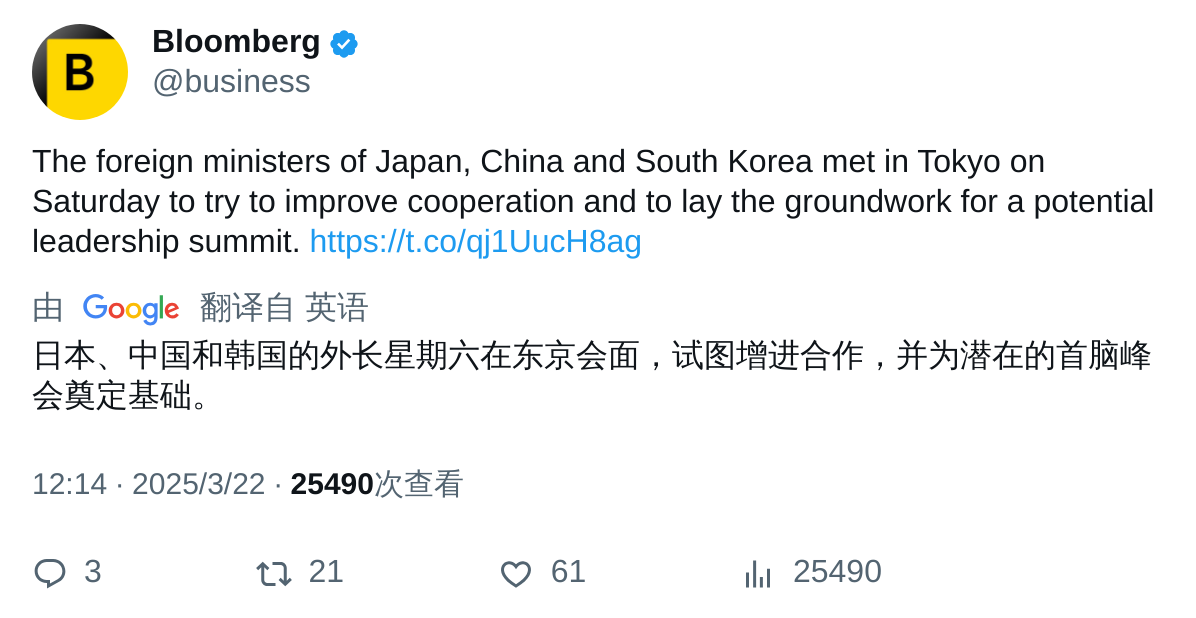 B
Bloomberg
@business
The foreign ministers of Japan, China and South Korea met in Tokyo on
Saturday to try to improve cooperation and to lay the groundwork for a potential
leadership summit. https://t.co/qj1UucH8ag
由 Google 翻译自 英语
日本、中国和韩国的外长星期六在东京会面，试图增进合作，并为潜在的首脑峰
会奠定基础。
12:14 · 2025/3/22 · 25490次查看
3 21 61 25490